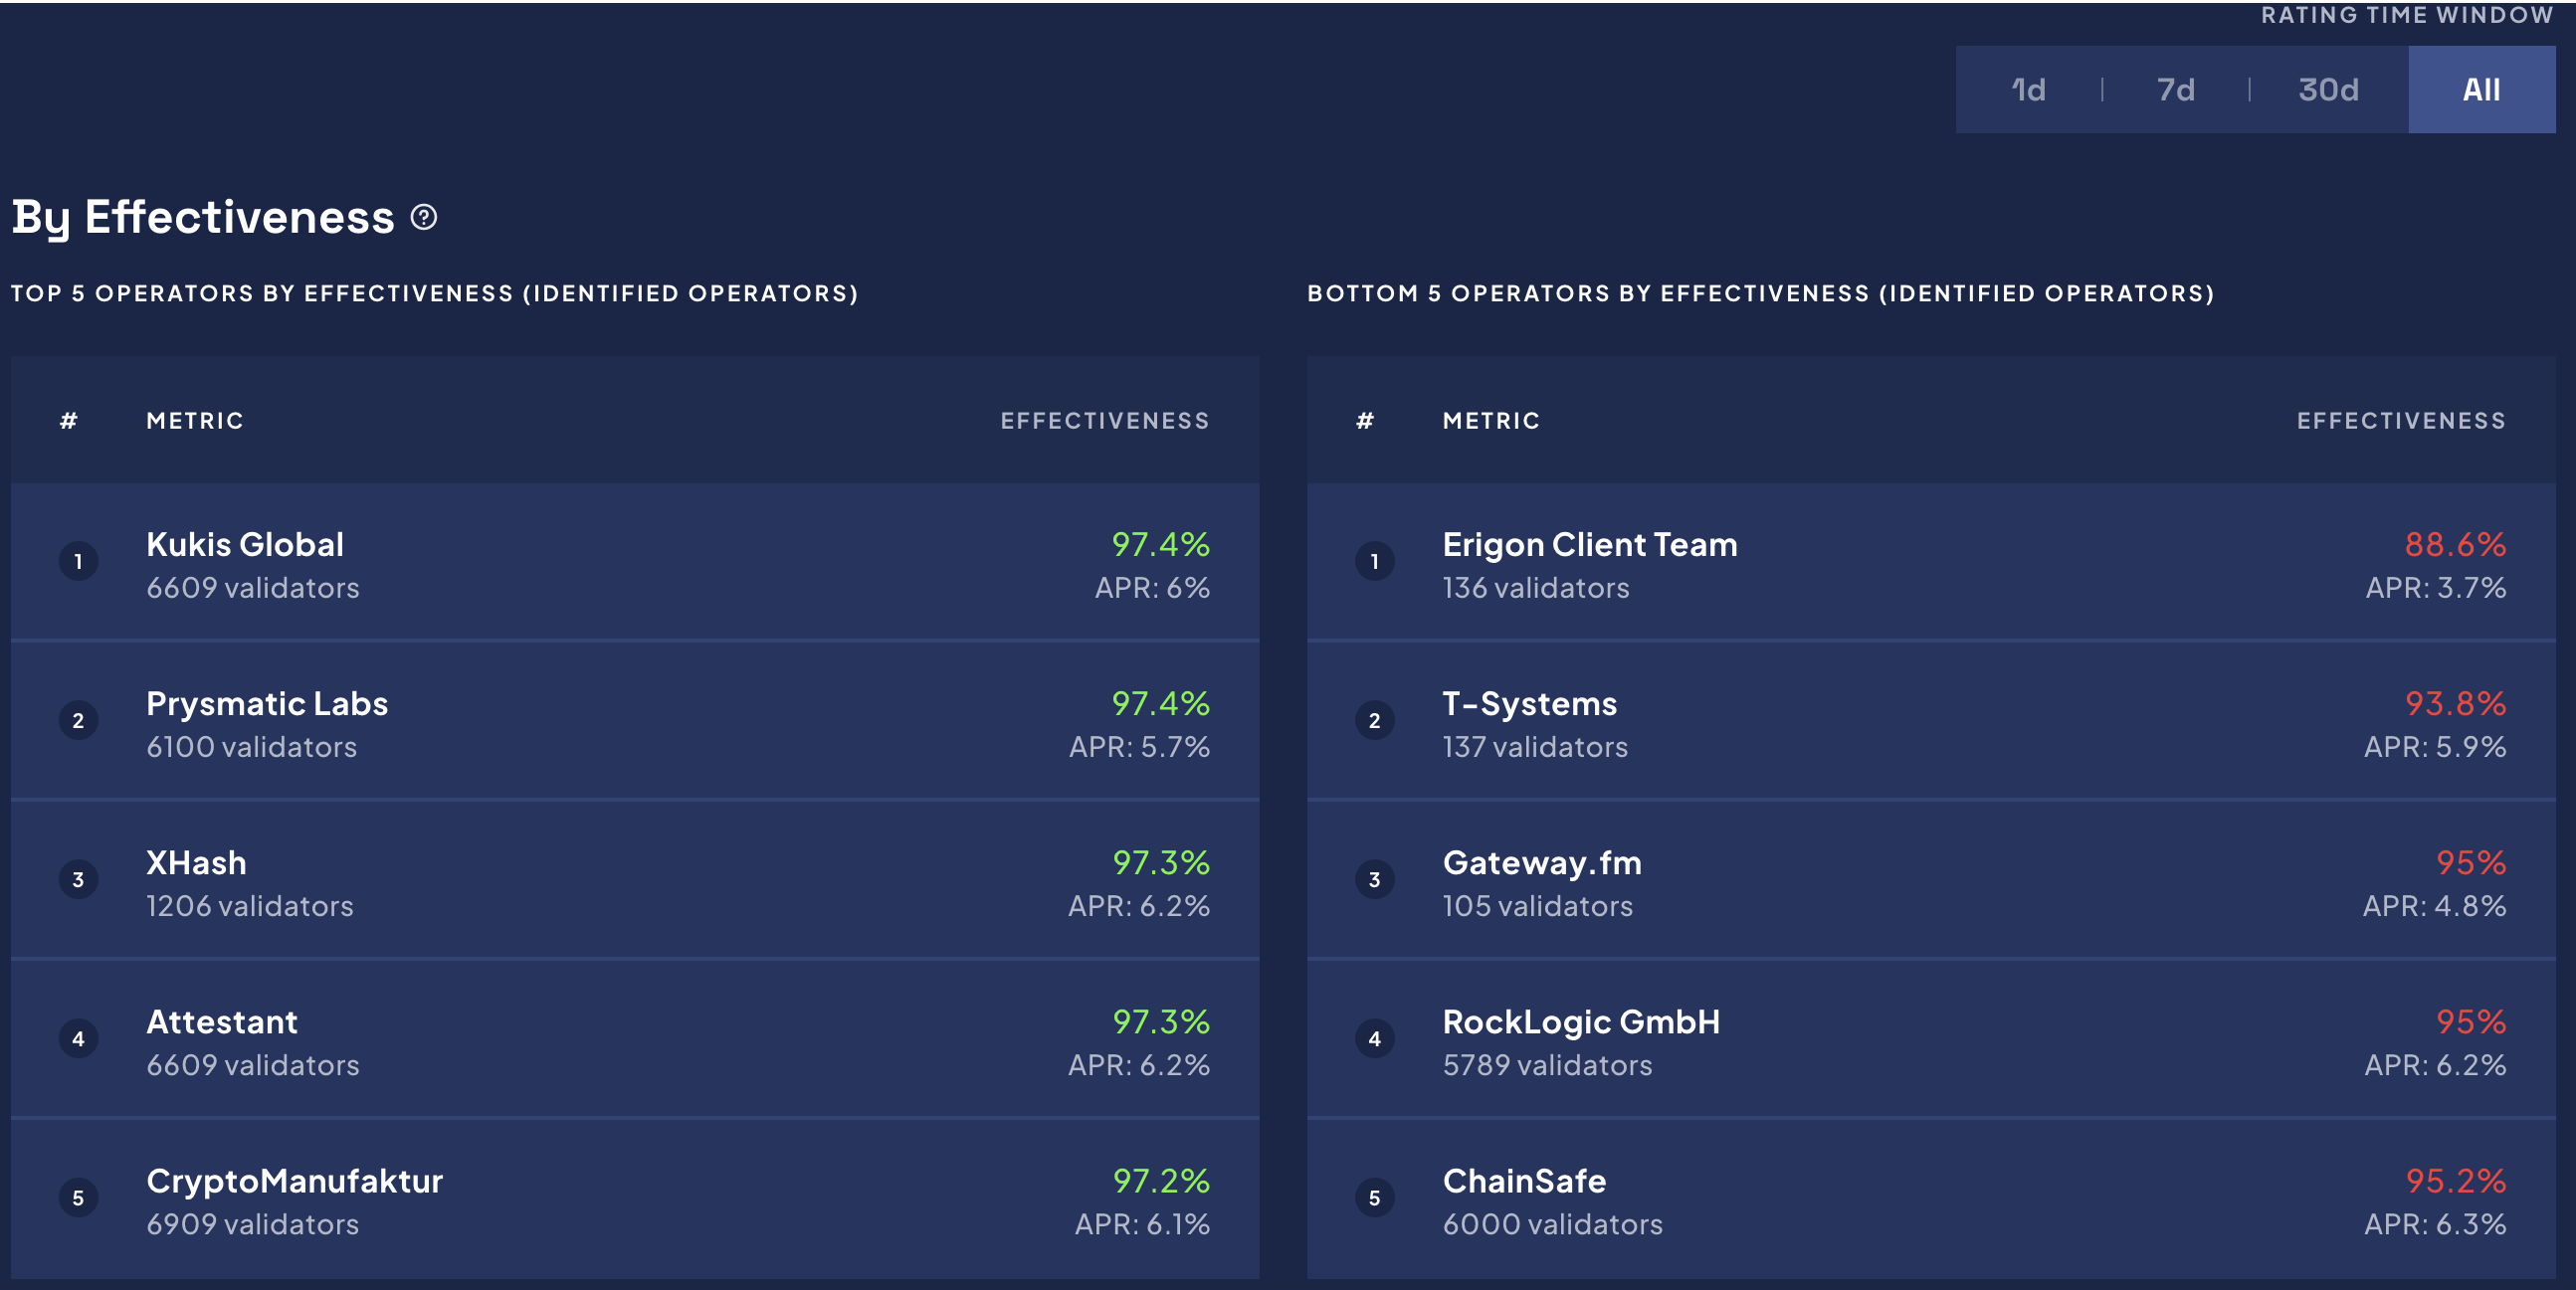 RATING TIME WINDOW
1d | 7d | 30d All
By Effectiveness ?
TOP 5 OPERATORS BY EFFECTIVENESS (IDENTIFIED OPERATORS)
# METRIC EFFECTIVENESS
1 Kukis Global 97.4%
6609 validators APR: 6%
2 Prysmatic Labs 97.4%
6100 validators APR: 5.7%
3 XHash 97.3%
1206 validators APR: 6.2%
4 Attestant 97.3%
6609 validators APR: 6.2%
5 CryptoManufaktur 97.2%
6909 validators APR: 6.1%
BOTTOM 5 OPERATORS BY EFFECTIVENESS (IDENTIFIED OPERATORS)
# METRIC EFFECTIVENESS
1 Erigon Client Team 88.6%
136 validators APR: 3.7%
2 T-Systems 93.8%
137 validators APR: 5.9%
3 Gateway.fm 95%
105 validators APR: 4.8%
4 RockLogic GmbH 95%
5789 validators APR: 6.2%
5 ChainSafe 95.2%
6000 validators APR: 6.3%